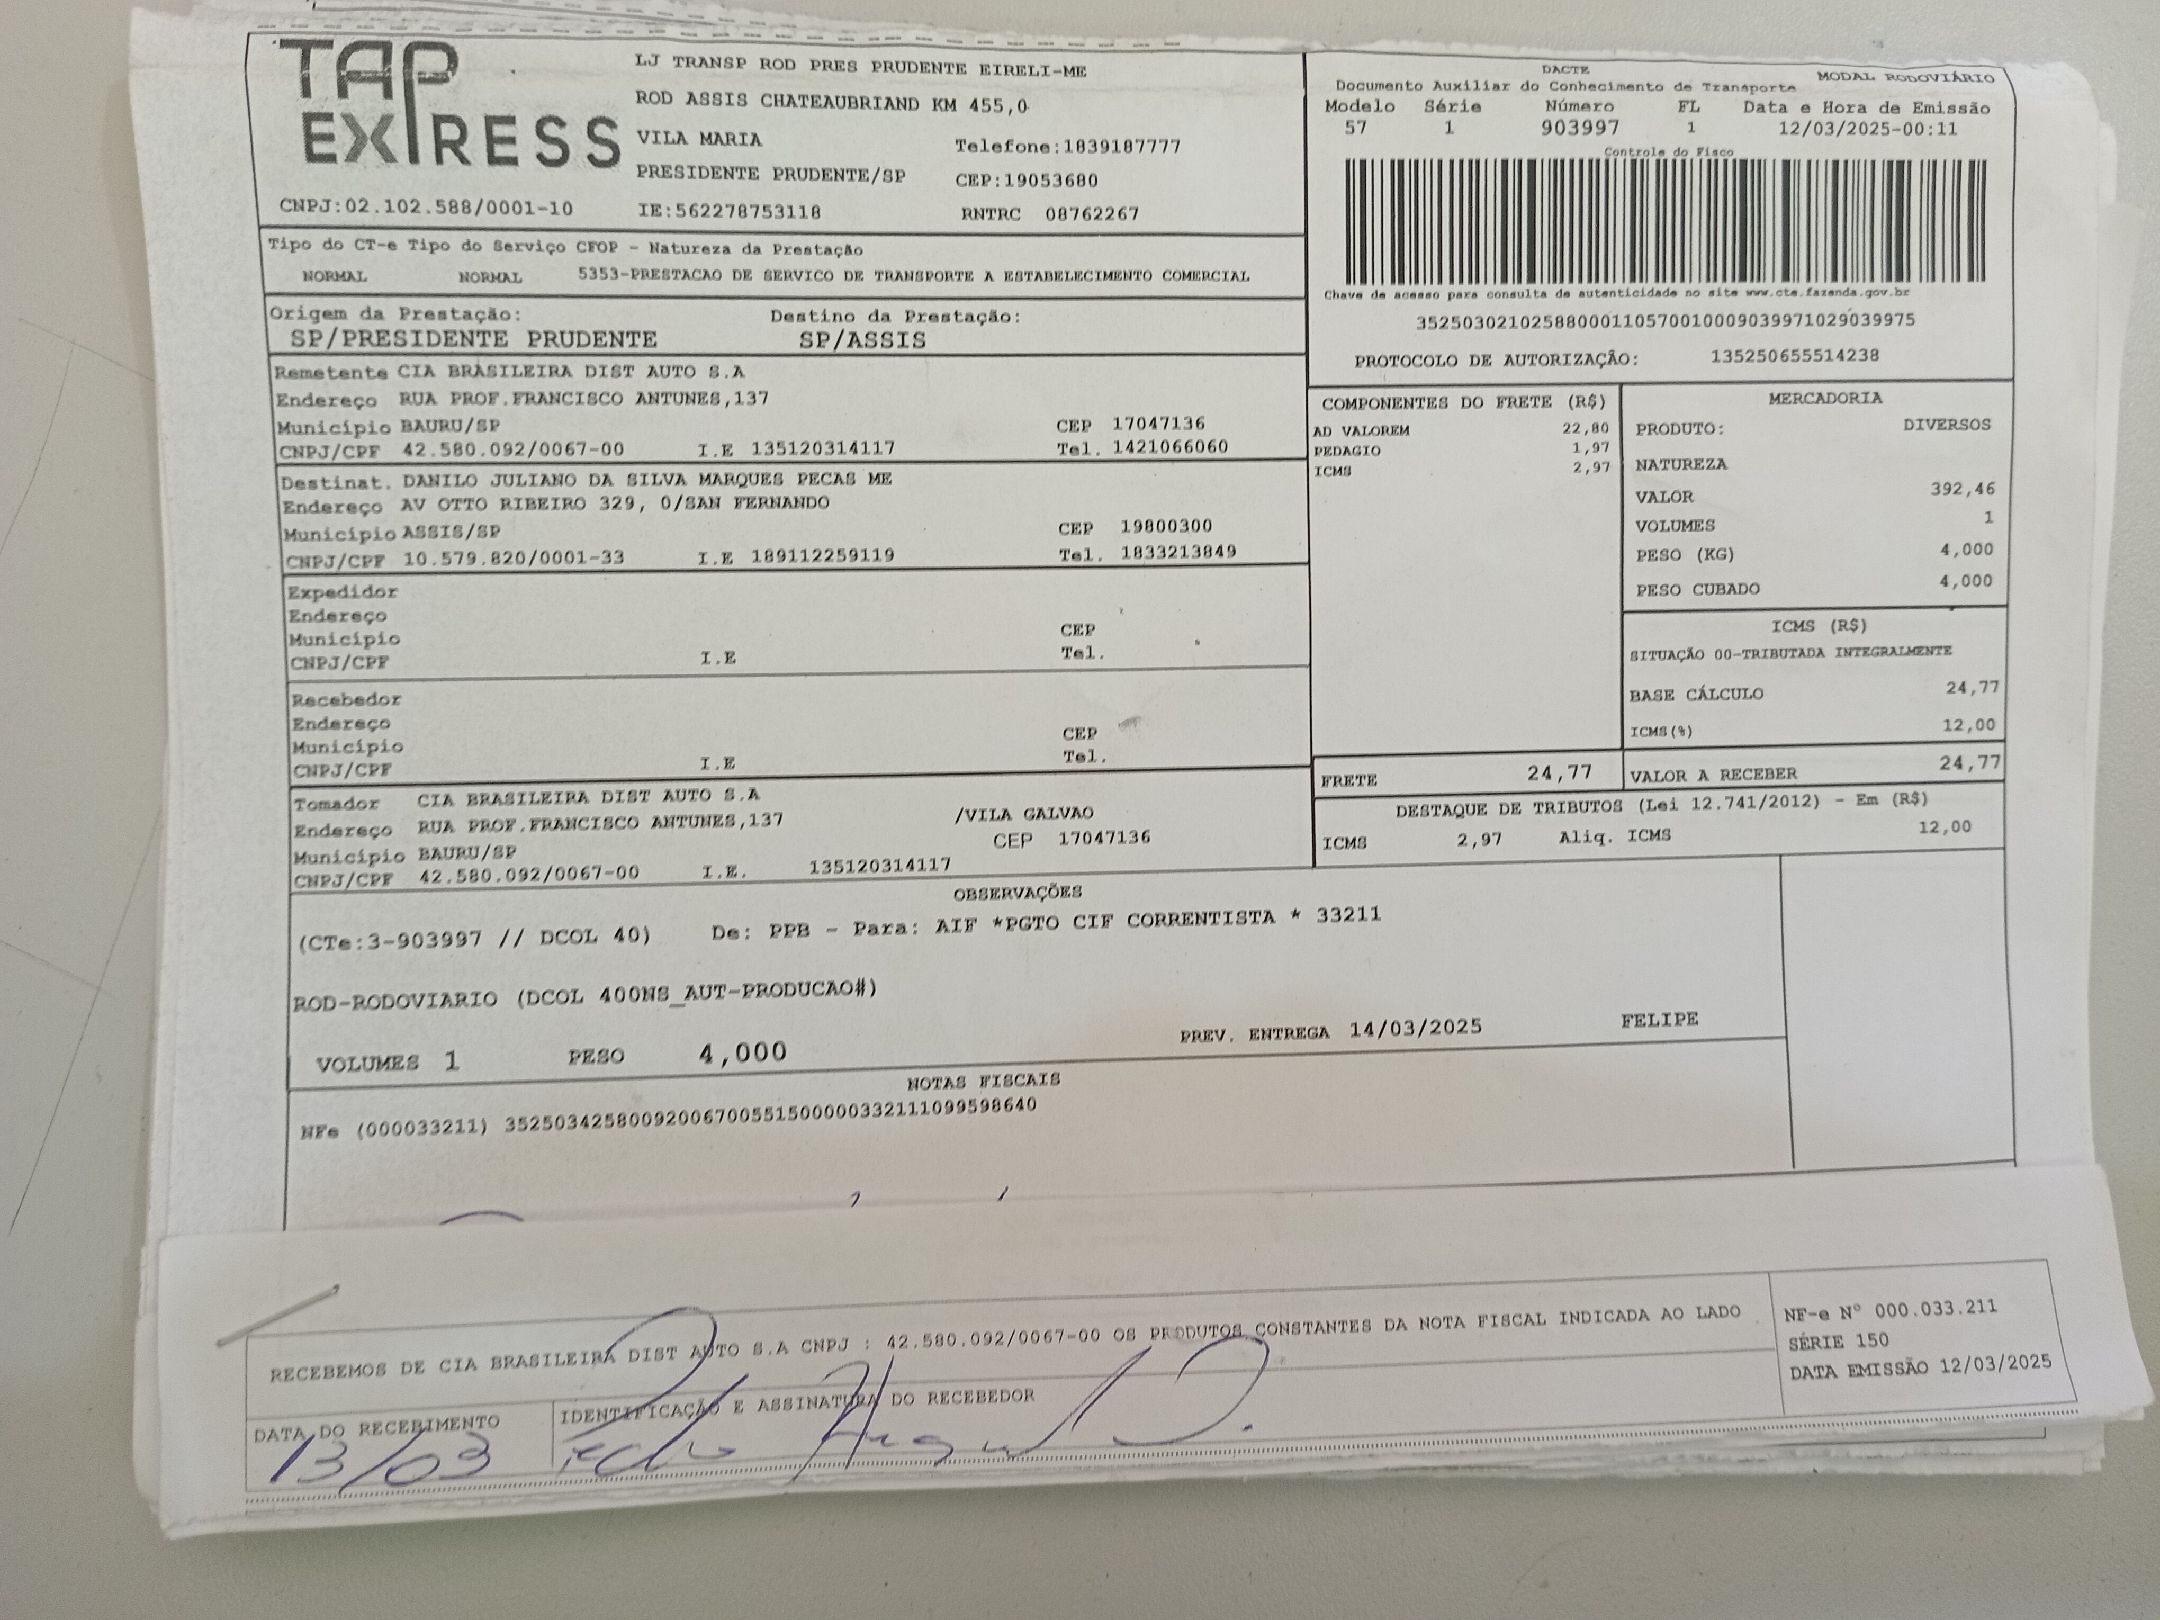 TAP EXPRESS
LJ TRANSP ROD PRES PRUDENTE EIRELI-ME
ROD ASSIS CHATEAUBRIAND KM 455,0
VILA MARIA Telefone:1839187777
PRESIDENTE PRUDENTE/SP CEP:19053680
CNPJ:02.102.588/0001-10 IE:562278753118 RNTRC 08762267
DACTE MODAL RODOVIÁRIO
Documento Auxiliar do Conhecimento de Transporte
Modelo Série Número FL Data e Hora de Emissão
57 1 903997 1 12/03/2025-00:11
Controle do Fisco
Chave de acesso para consulta de autenticidade no site www.cte.fazenda.gov.br
35250302102588000110570010009039971029039975
PROTOCOLO DE AUTORIZAÇÃO: 135250655514238
Tipo do CT-e Tipo do Serviço CFOP - Natureza da Prestação
NORMAL NORMAL 5353-PRESTACAO DE SERVICO DE TRANSPORTE A ESTABELECIMENTO COMERCIAL
Origem da Prestação: Destino da Prestação:
SP/PRESIDENTE PRUDENTE SP/ASSIS
Remetente CIA BRASILEIRA DIST AUTO S.A
Endereço RUA PROF.FRANCISCO ANTUNES,137
Município BAURU/SP CEP 17047136
CNPJ/CPF 42.580.092/0067-00 I.E 135120314117 Tel. 1421066060
Destinat. DANILO JULIANO DA SILVA MARQUES PECAS ME
Endereço AV OTTO RIBEIRO 329, 0/SAN FERNANDO
Município ASSIS/SP CEP 19800300
CNPJ/CPF 10.579.820/0001-33 I.E 189112259119 Tel. 1833213849
Expedidor
Endereço
Município CEP
CNPJ/CPF I.E Tel.
Recebedor
Endereço
Município CEP
CNPJ/CPF I.E Tel.
Tomador CIA BRASILEIRA DIST AUTO S.A
Endereço RUA PROF.FRANCISCO ANTUNES,137 /VILA GALVAO
Município BAURU/SP CEP 17047136
CNPJ/CPF 42.580.092/0067-00 I.E. 135120314117
COMPONENTES DO FRETE (R$)
AD VALOREM 22,80
PEDAGIO 1,97
ICMS 2,97
FRETE 24,77
MERCADORIA
PRODUTO: DIVERSOS
NATUREZA
VALOR 392,46
VOLUMES 1
PESO (KG) 4,000
PESO CUBADO 4,000
ICMS (R$)
SITUAÇÃO 00-TRIBUTADA INTEGRALMENTE
BASE CÁLCULO 24,77
ICMS(%) 12,00
VALOR A RECEBER 24,77
DESTAQUE DE TRIBUTOS (Lei 12.741/2012) - Em (R$)
ICMS 2,97 Aliq. ICMS 12,00
OBSERVAÇÕES
(CTe:3-903997 // DCOL 40) De: PPB - Para: AIF *PGTO CIF CORRENTISTA * 33211
ROD-RODOVIARIO (DCOL 400NS_AUT-PRODUCAO#)
PREV. ENTREGA 14/03/2025 FELIPE
VOLUMES 1 PESO 4,000
NOTAS FISCAIS
NFe (000033211) 35250342580092006700551500000332111099598640
RECEBEMOS DE CIA BRASILEIRA DIST AUTO S.A CNPJ : 42.580.092/0067-00 OS PRODUTOS CONSTANTES DA NOTA FISCAL INDICADA AO LADO
NF-e Nº 000.033.211
SÉRIE 150
DATA EMISSÃO 12/03/2025
DATA DO RECEBIMENTO IDENTIFICAÇÃO E ASSINATURA DO RECEBEDOR
13/03